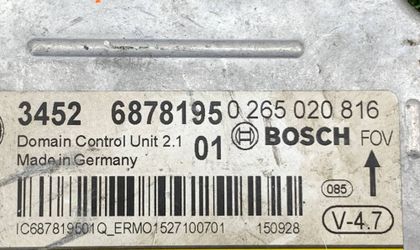 3452 6878195 0 265 020 816
Domain Control Unit 2.1 01 BOSCH FOV
Made in Germany
085
V-4.7
IC687819501Q_ERMO1527100701 150928